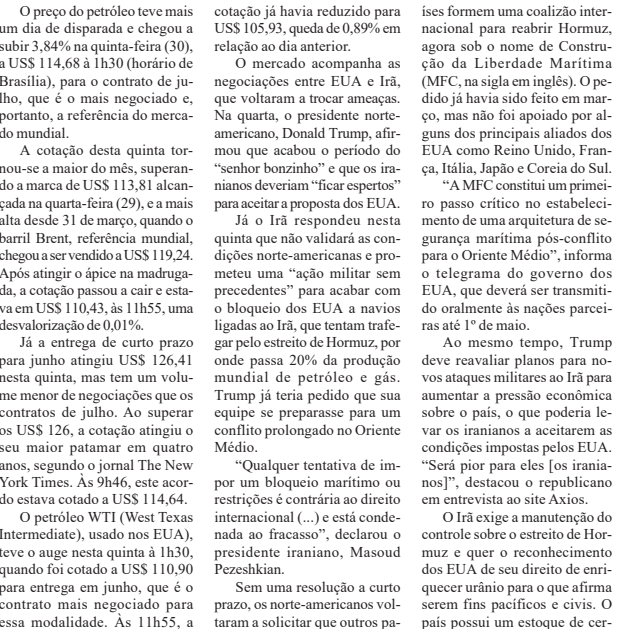 O preço do petróleo teve mais
um dia de disparada e chegou a
subir 3,84% na quinta-feira (30),
a US$ 114,68 à 1h30 (horário de
Brasília), para o contrato de ju-
lho, que é o mais negociado e,
portanto, a referência do merca-
do mundial.
A cotação desta quinta tor-
nou-se a maior do mês, superan-
do a marca de US$ 113,81 alcan-
çada na quarta-feira (29), e a mais
alta desde 31 de março, quando o
barril Brent, referência mundial,
chegou a ser vendido a US$ 119,24.
Após atingir o ápice na madruga-
da, a cotação passou a cair e esta-
va em US$ 110,43, às 11h55, uma
desvalorização de 0,01%.
Já a entrega de curto prazo
para junho atingiu US$ 126,41
nesta quinta, mas tem um volu-
me menor de negociações que os
contratos de julho. Ao superar
os US$ 126, a cotação atingiu o
seu maior patamar em quatro
anos, segundo o jornal The New
York Times. Às 9h46, este acor-
do estava cotado a US$ 114,64.
O petróleo WTI (West Texas
Intermediate), usado nos EUA),
teve o auge nesta quinta à 1h30,
quando foi cotado a US$ 110,90
para entrega em junho, que é o
contrato mais negociado para
essa modalidade. Às 11h55, a
cotação já havia reduzido para
US$ 105,93, queda de 0,89% em
relação ao dia anterior.
O mercado acompanha as
negociações entre EUA e Irã,
que voltaram a trocar ameaças.
Na quarta, o presidente norte-
americano, Donald Trump, afir-
mou que acabou o período do
“senhor bonzinho” e que os ira-
nianos deveriam “ficar espertos”
para aceitar a proposta dos EUA.
Já o Irã respondeu nesta
quinta que não validará as con-
dições norte-americanas e pro-
meteu uma “ação militar sem
precedentes” para acabar com
o bloqueio dos EUA a navios
ligadas ao Irã, que tentam trafe-
gar pelo estreito de Hormuz, por
onde passa 20% da produção
mundial de petróleo e gás.
Trump já teria pedido que sua
equipe se preparasse para um
conflito prolongado no Oriente
Médio.
“Qualquer tentativa de im-
por um bloqueio marítimo ou
restrições é contrária ao direito
internacional (...) e está conde-
nada ao fracasso”, declarou o
presidente iraniano, Masoud
Pezeshkian.
Sem uma resolução a curto
prazo, os norte-americanos vol-
taram a solicitar que outros pa-
íses formem uma coalizão inter-
nacional para reabrir Hormuz,
agora sob o nome de Constru-
ção da Liberdade Marítima
(MFC, na sigla em inglês). O pe-
dido já havia sido feito em mar-
ço, mas não foi apoiado por al-
guns dos principais aliados dos
EUA como Reino Unido, Fran-
ça, Itália, Japão e Coreia do Sul.
“A MFC constitui um primei-
ro passo crítico no estabeleci-
mento de uma arquitetura de se-
gurança marítima pós-conflito
para o Oriente Médio”, informa
o telegrama do governo dos
EUA, que deverá ser transmiti-
do oralmente às nações parcei-
ras até 1º de maio.
Ao mesmo tempo, Trump
deve reavaliar planos para no-
vos ataques militares ao Irã para
aumentar a pressão econômica
sobre o país, o que poderia le-
var os iranianos a aceitarem as
condições impostas pelos EUA.
“Será pior para eles [os irania-
nos]”, destacou o republicano
em entrevista ao site Axios.
O Irã exige a manutenção do
controle sobre o estreito de Hor-
muz e quer o reconhecimento
dos EUA de seu direito de enri-
quecer urânio para o que afirma
serem fins pacíficos e civis. O
país possui um estoque de cer-